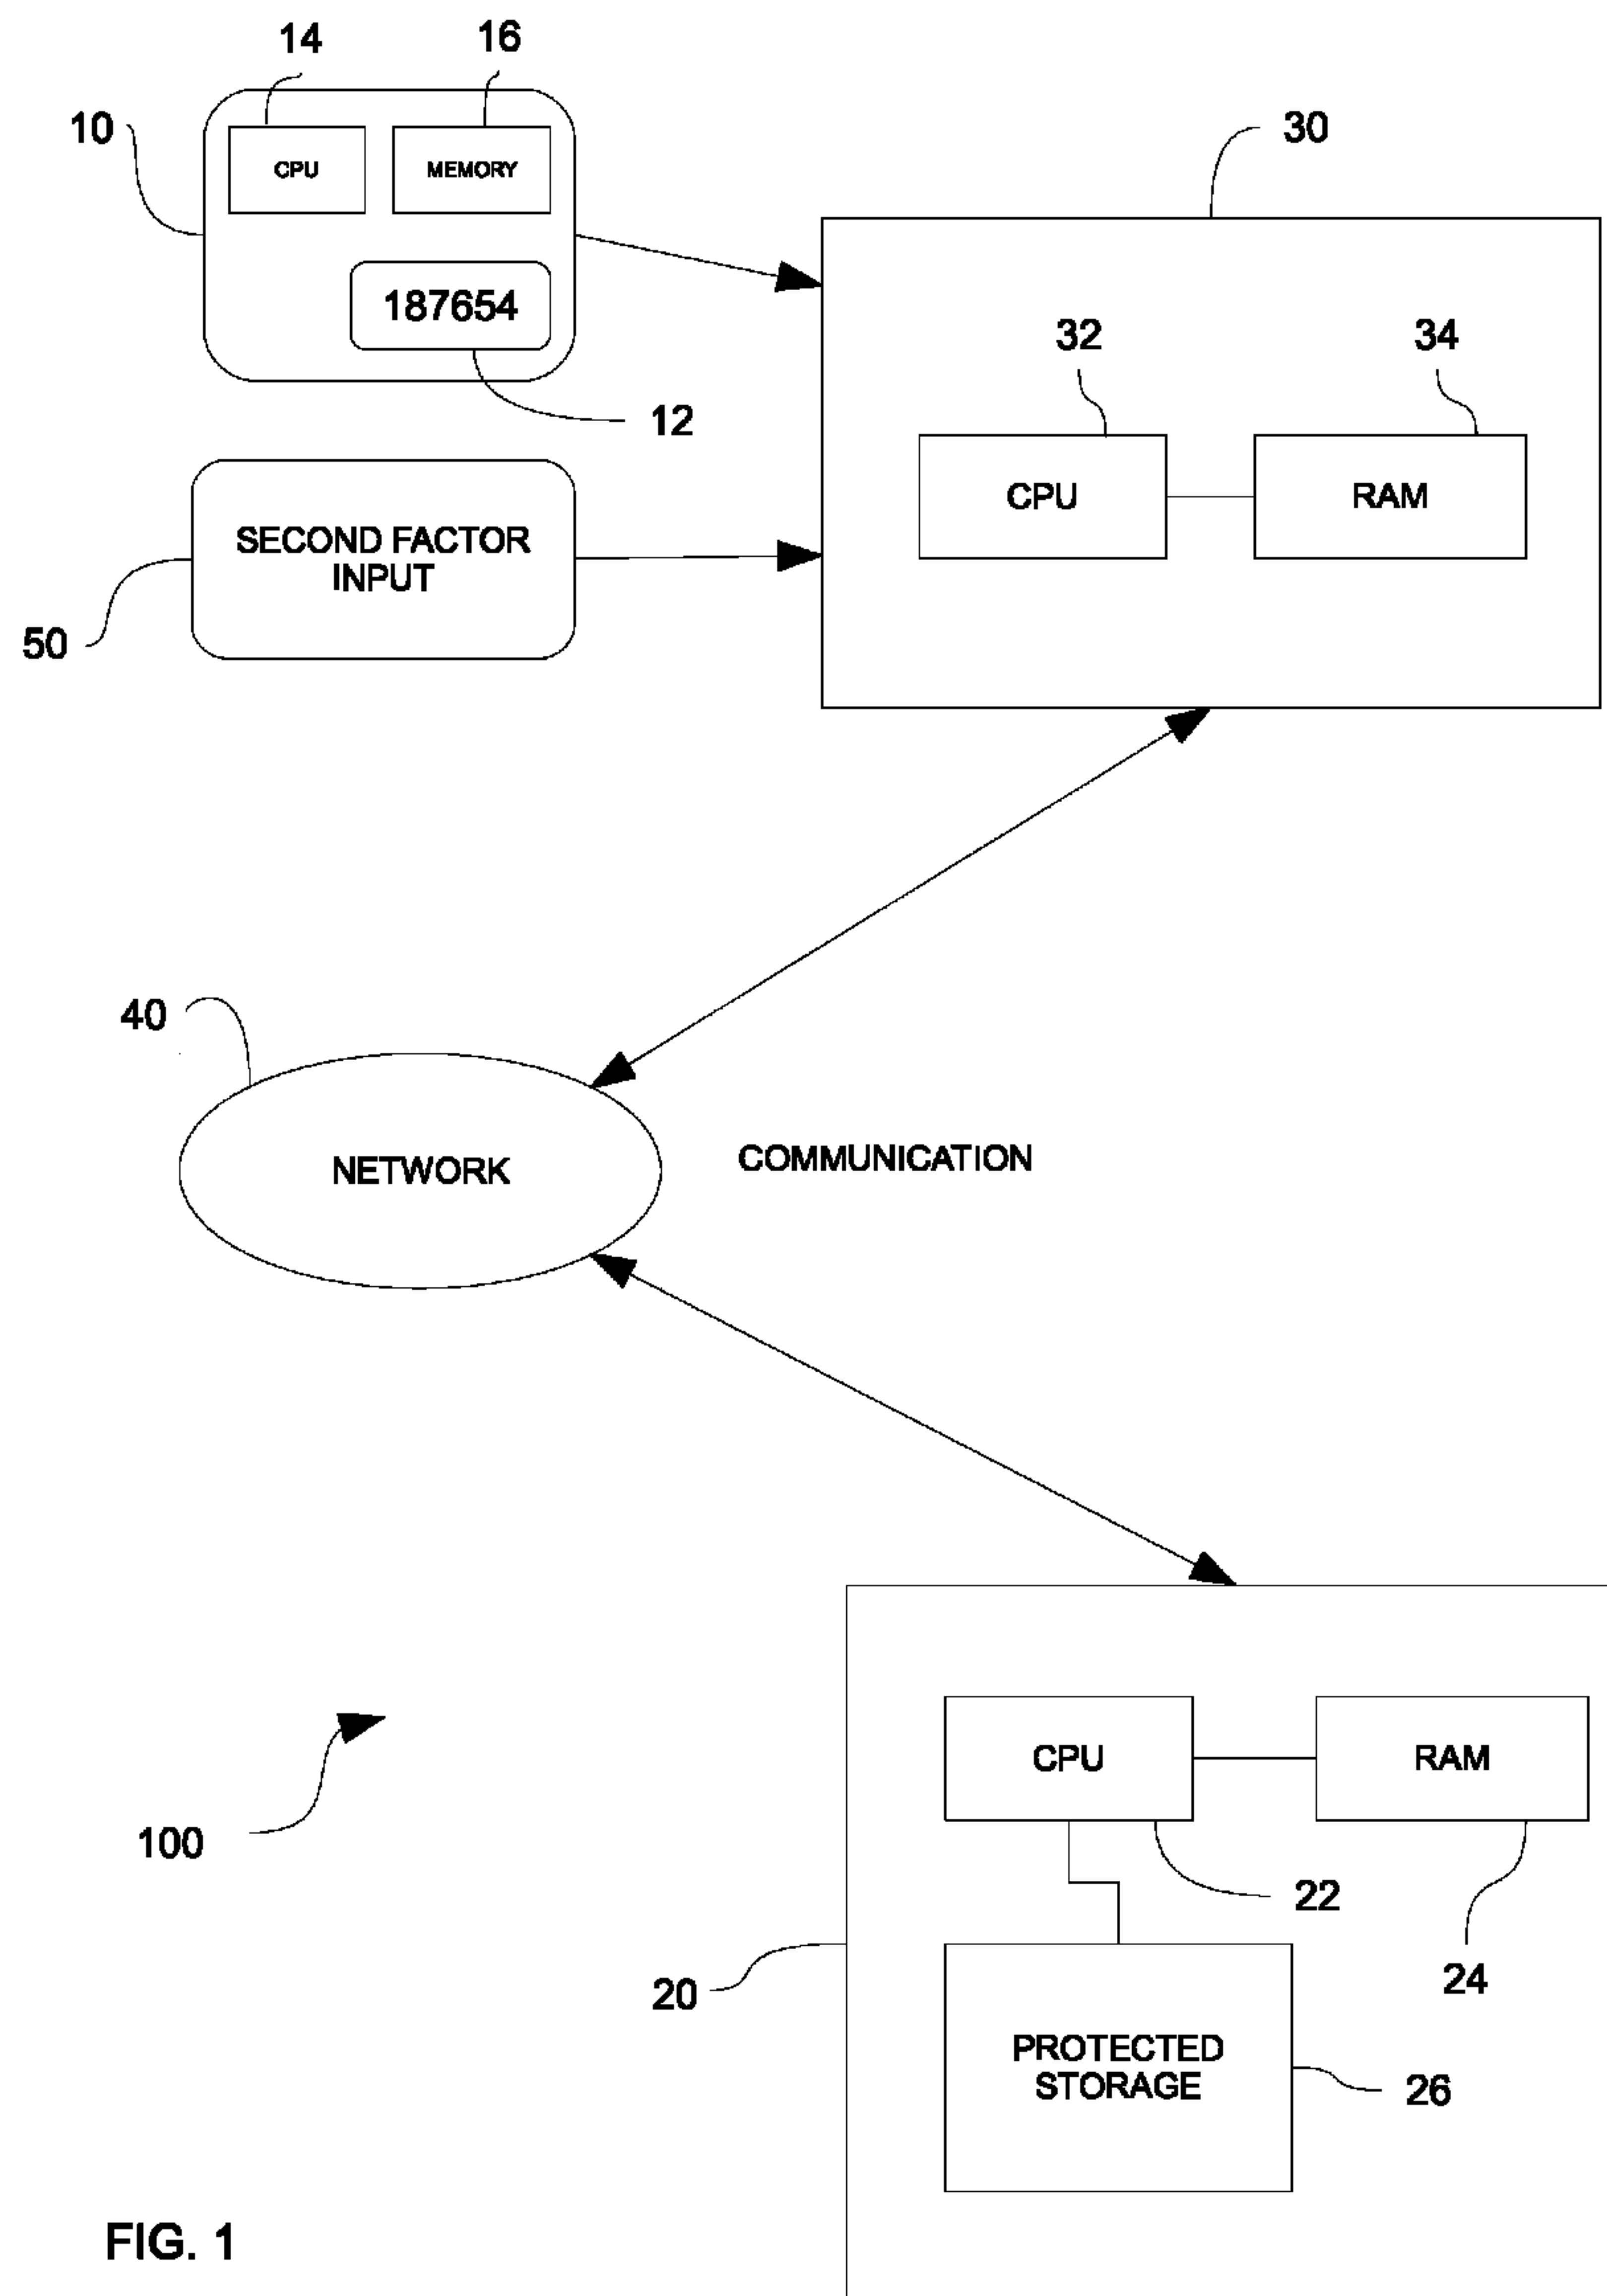 14
16
10
30
CPU
MEMORY
187654
32
34
12
CPU
RAM
SECOND FACTOR
INPUT
50
40
NETWORK
COMMUNICATION
CPU
RAM
100
22
20
24
PROTECTED
STORAGE
26
FIG. 1